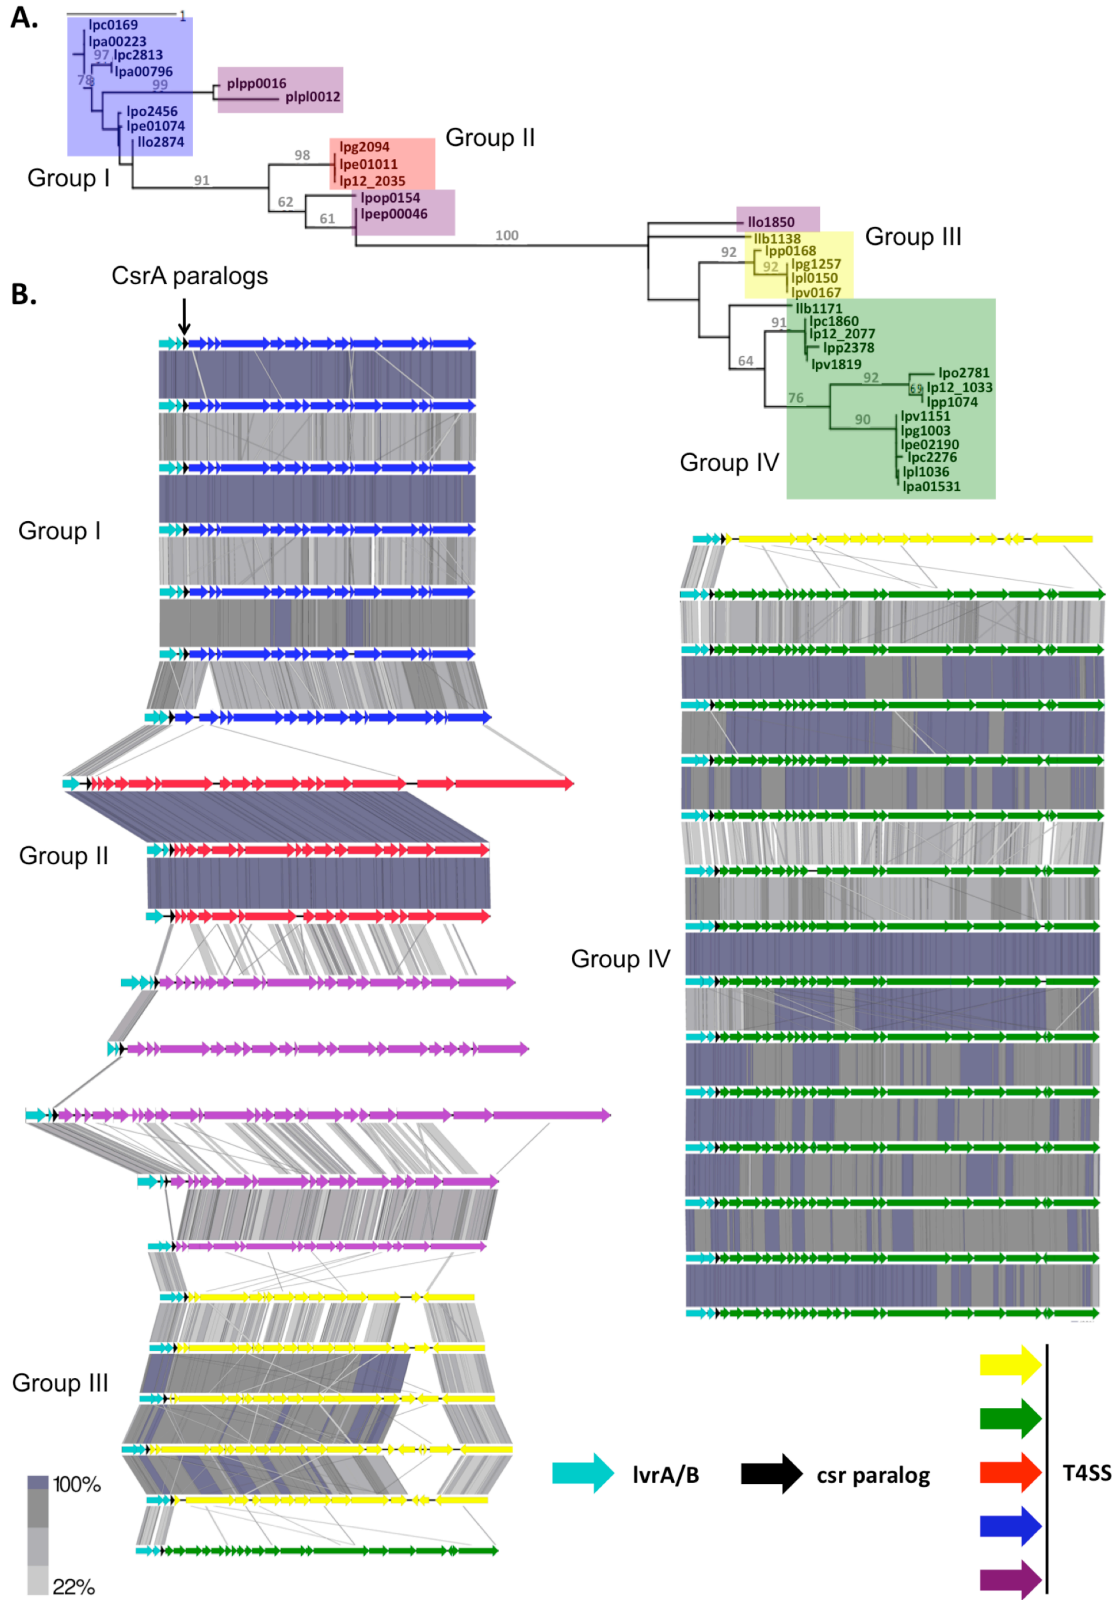 A.
1
lpc0169
lpa00223
97 lpc2813
lpa00796
78
99
plpp0016
plpl0012
lpo2456
lpe01074
llo2874
Group I
Group II
98
lpg2094
lpe01011
lp12_2035
91
62
lpop0154
61
lpep00046
100
llo1850
llb1138
Group III
92
lpp0168
92
lpg1257
lpl0150
lpv0167
llb1171
91
lpc1860
lp12_2077
lpp2378
lpv1819
64
92
lpo2781
69
lp12_1033
lpp1074
76
90
lpv1151
lpg1003
lpe02190
lpc2276
lpl1036
lpa01531
Group IV
CsrA paralogs
B.
Group I
Group II
Group III
Group IV
100%
22%
lvrA/B
csr paralog
T4SS